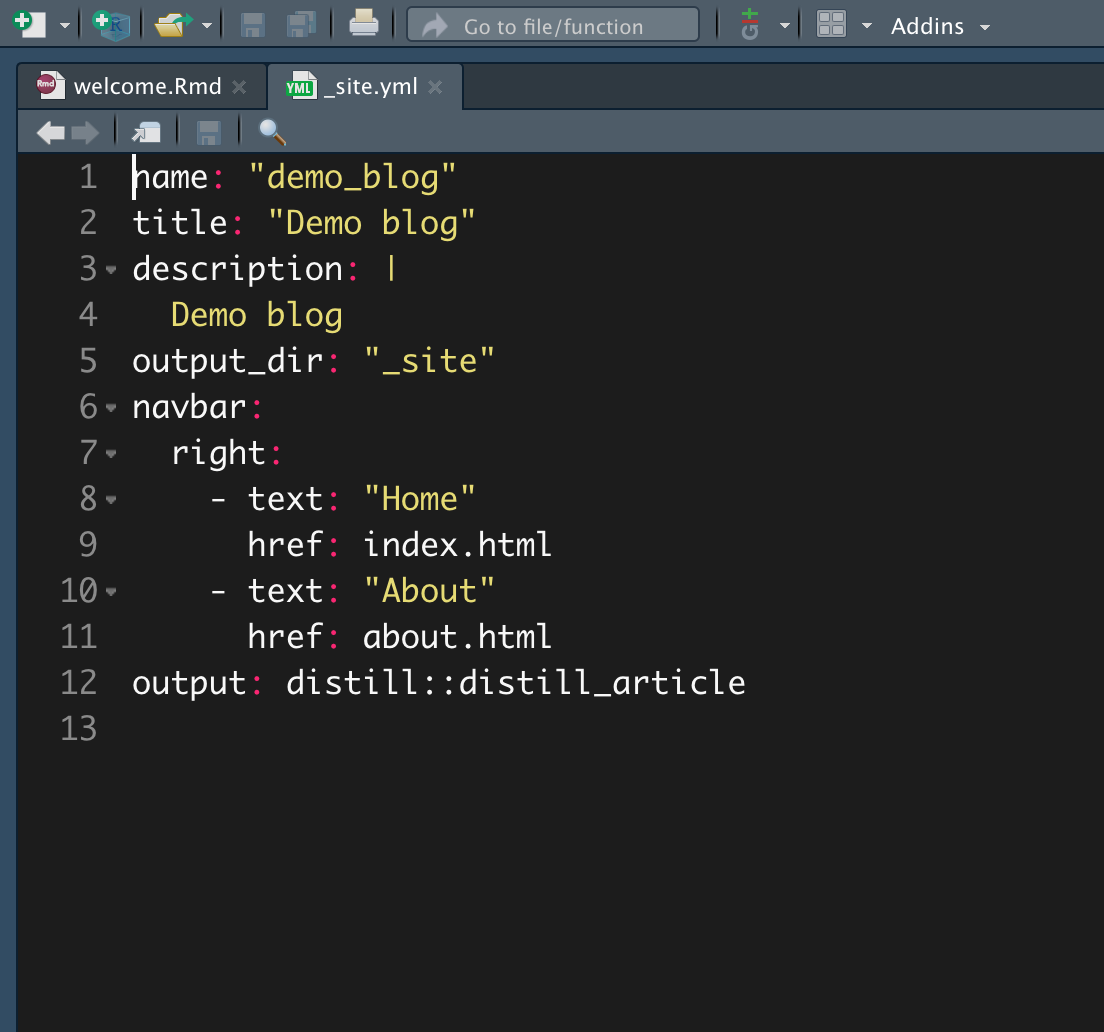 Go to file/function
Addins
welcome.Rmd
_site.yml
1 name: "demo_blog"
2 title: "Demo blog"
3 description: |
4   Demo blog
5 output_dir: "_site"
6 navbar:
7   right:
8     - text: "Home"
9       href: index.html
10     - text: "About"
11       href: about.html
12 output: distill::distill_article
13